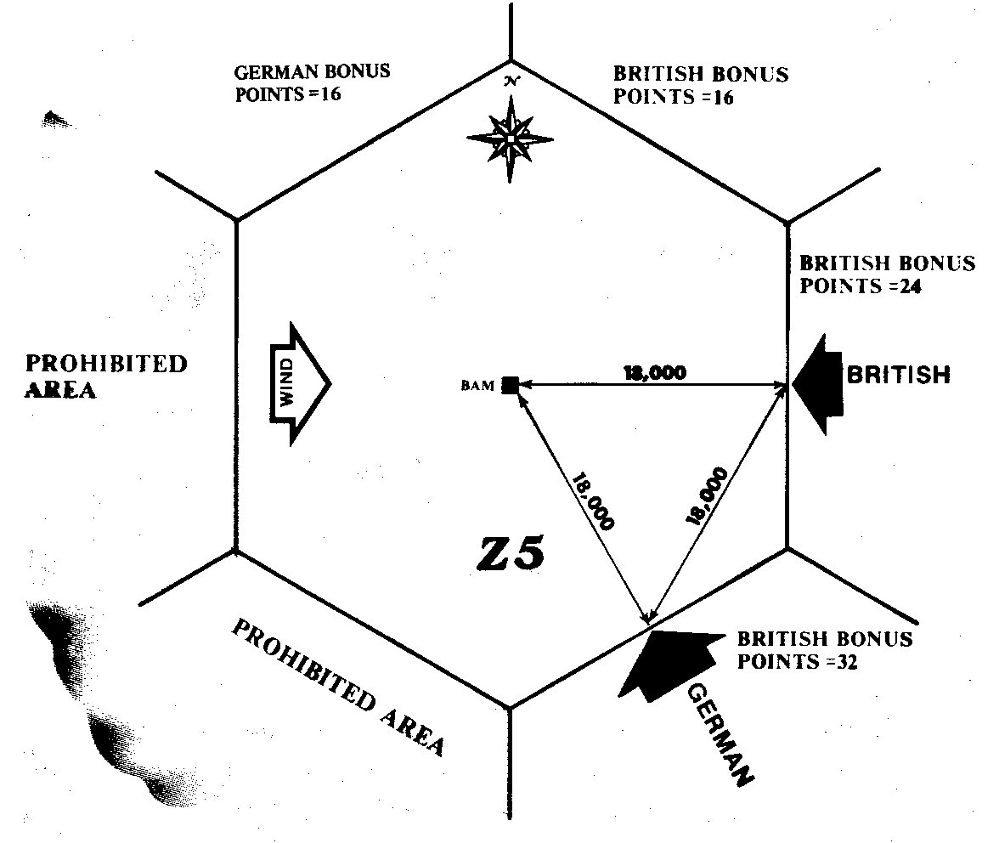 GERMAN BONUS
POINTS =16
BRITISH BONUS
POINTS =16
N
BRITISH BONUS
POINTS =24
PROHIBITED
AREA
WIND
BAM
18,000
BRITISH
18,000
18,000
Z5
PROHIBITED AREA
BRITISH BONUS
POINTS =32
GERMAN